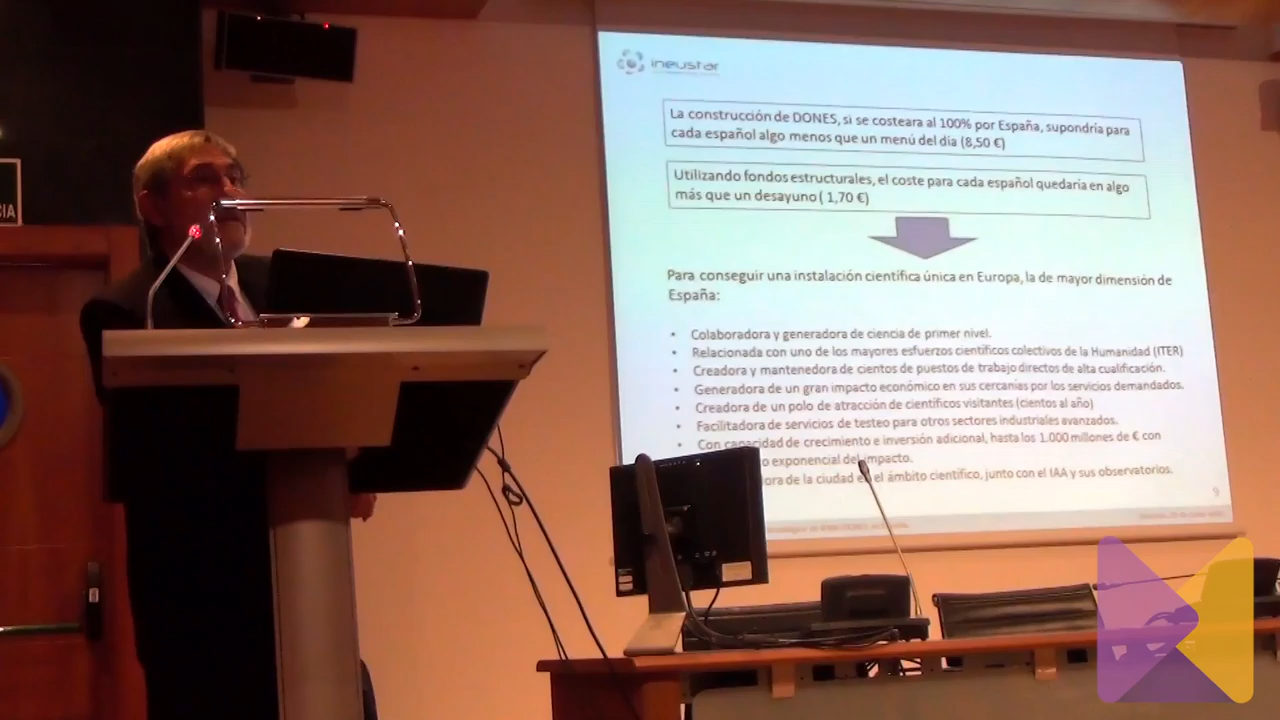 ineustar
La construcción de DONES, si se costeara al 100% por España, supondría para
cada español algo menos que un menú del día (8,50 €)
Utilizando fondos estructurales, el coste para cada español quedaría en algo
más que un desayuno ( 1,70 €)
Para conseguir una instalación científica única en Europa, la de mayor dimensión de
España:
• Colaboradora y generadora de ciencia de primer nivel.
• Relacionada con uno de los mayores esfuerzos científicos colectivos de la Humanidad (ITER)
• Creadora y mantenedora de cientos de puestos de trabajo directos de alta cualificación.
• Generadora de un gran impacto económico en sus cercanías por los servicios demandados.
• Creadora de un polo de atracción de científicos visitantes (cientos al año)
• Facilitadora de servicios de testeo para otros sectores industriales avanzados.
• Con capacidad de crecimiento e inversión adicional, hasta los 1.000 millones de € con
exponencial del impacto.
de la ciudad en el ámbito científico, junto con el IAA y sus observatorios.
9